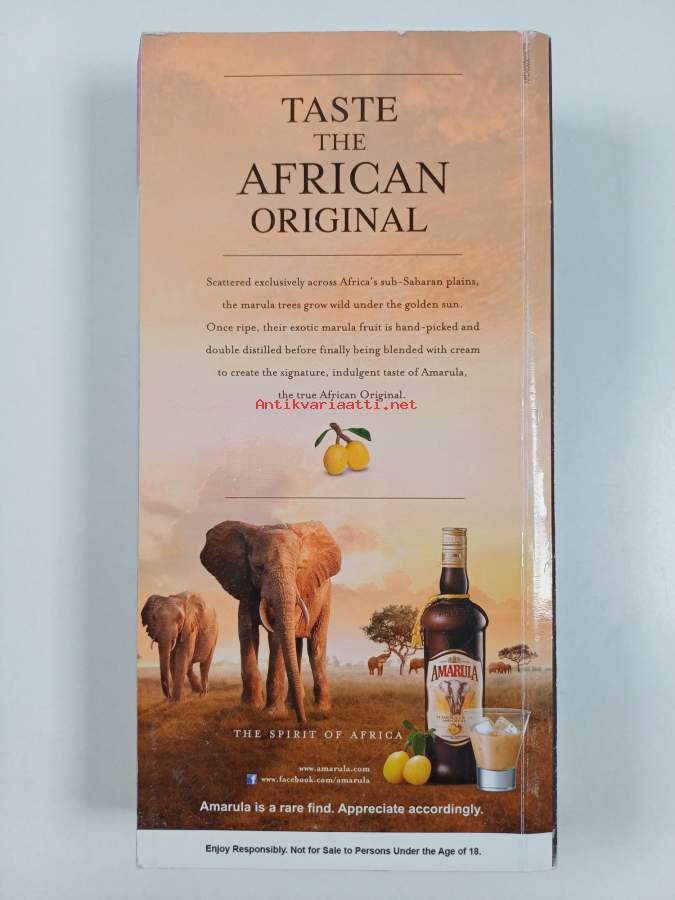 TASTE
THE
AFRICAN
ORIGINAL
Scattered exclusively across Africa's sub-Saharan plains,
the marula trees grow wild under the golden sun.
Once ripe, their exotic marula fruit is hand-picked and
double distilled before finally being blended with cream
to create the signature, indulgent taste of Amarula,
the true African Original.
Antikvariaatti.net
AMARULA
THE SPIRIT OF AFRICA
www.amarula.com
f www.facebook.com/amarula
Amarula is a rare find. Appreciate accordingly.
Enjoy Responsibly. Not for Sale to Persons Under the Age of 18.